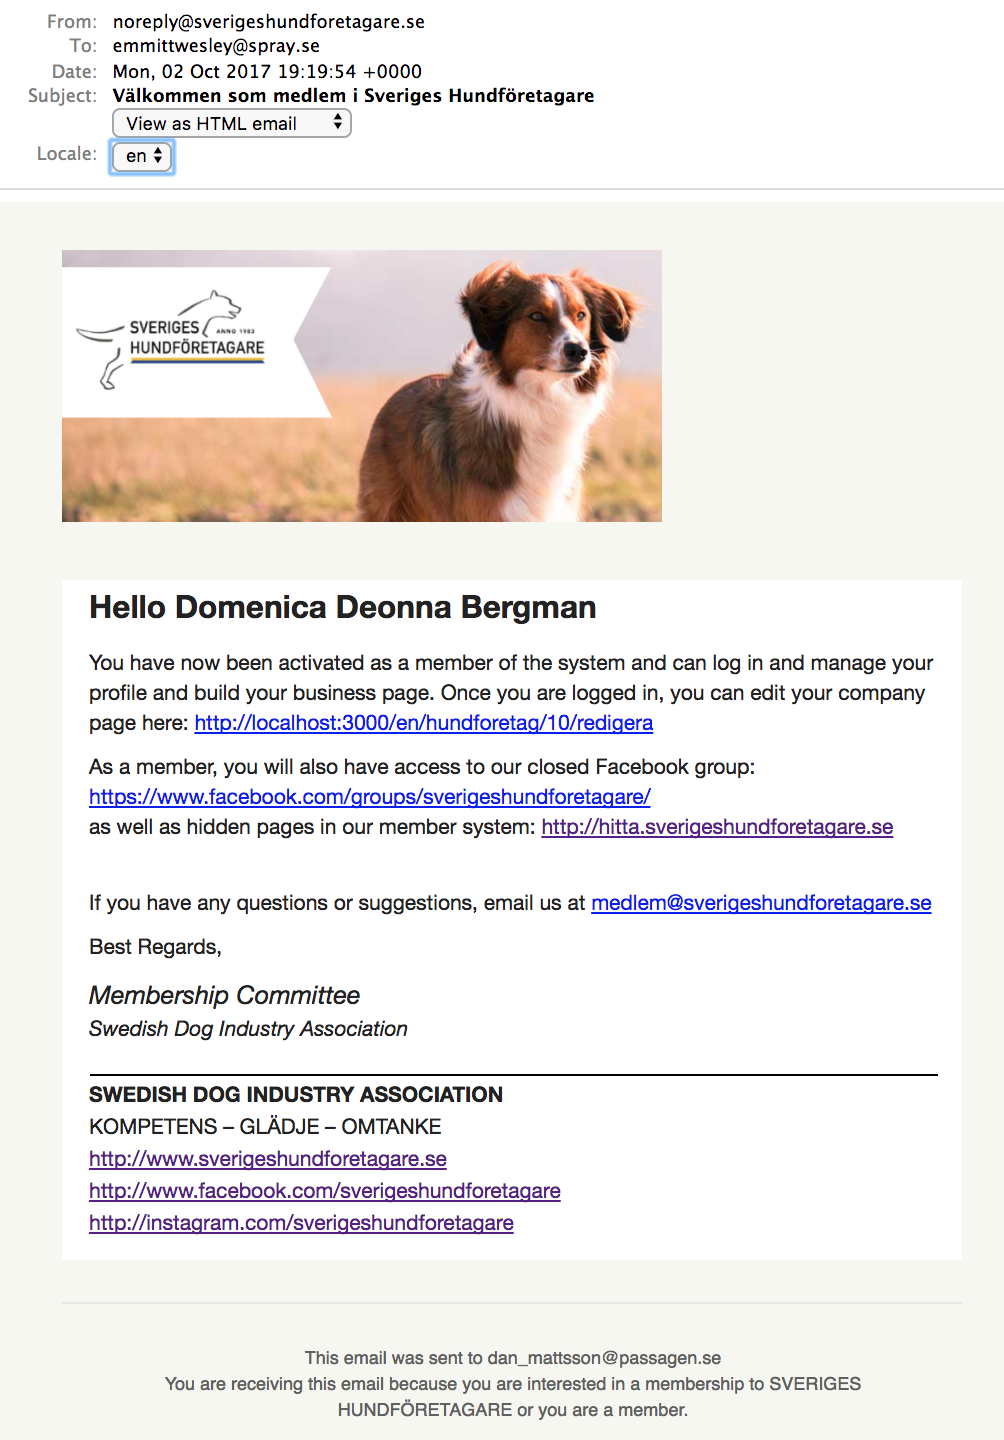 From: noreply@sverigeshundforetagare.se
To: emmittwesley@spray.se
Date: Mon, 02 Oct 2017 19:19:54 +0000
Subject: Välkommen som medlem i Sveriges Hundföretagare
View as HTML email
Locale: en
SVERIGES
ANNO 1983
HUNDFÖRETAGARE
Hello Domenica Deonna Bergman
You have now been activated as a member of the system and can log in and manage your
profile and build your business page. Once you are logged in, you can edit your company
page here: http://localhost:3000/en/hundforetag/10/redigera
As a member, you will also have access to our closed Facebook group:
https://www.facebook.com/groups/sverigeshundforetagare/
as well as hidden pages in our member system: http://hitta.sverigeshundforetagare.se
If you have any questions or suggestions, email us at medlem@sverigeshundforetagare.se
Best Regards,
Membership Committee
Swedish Dog Industry Association
SWEDISH DOG INDUSTRY ASSOCIATION
KOMPETENS – GLÄDJE – OMTANKE
http://www.sverigeshundforetagare.se
http://www.facebook.com/sverigeshundforetagare
http://instagram.com/sverigeshundforetagare
This email was sent to dan_mattsson@passagen.se
You are receiving this email because you are interested in a membership to SVERIGES
HUNDFÖRETAGARE or you are a member.